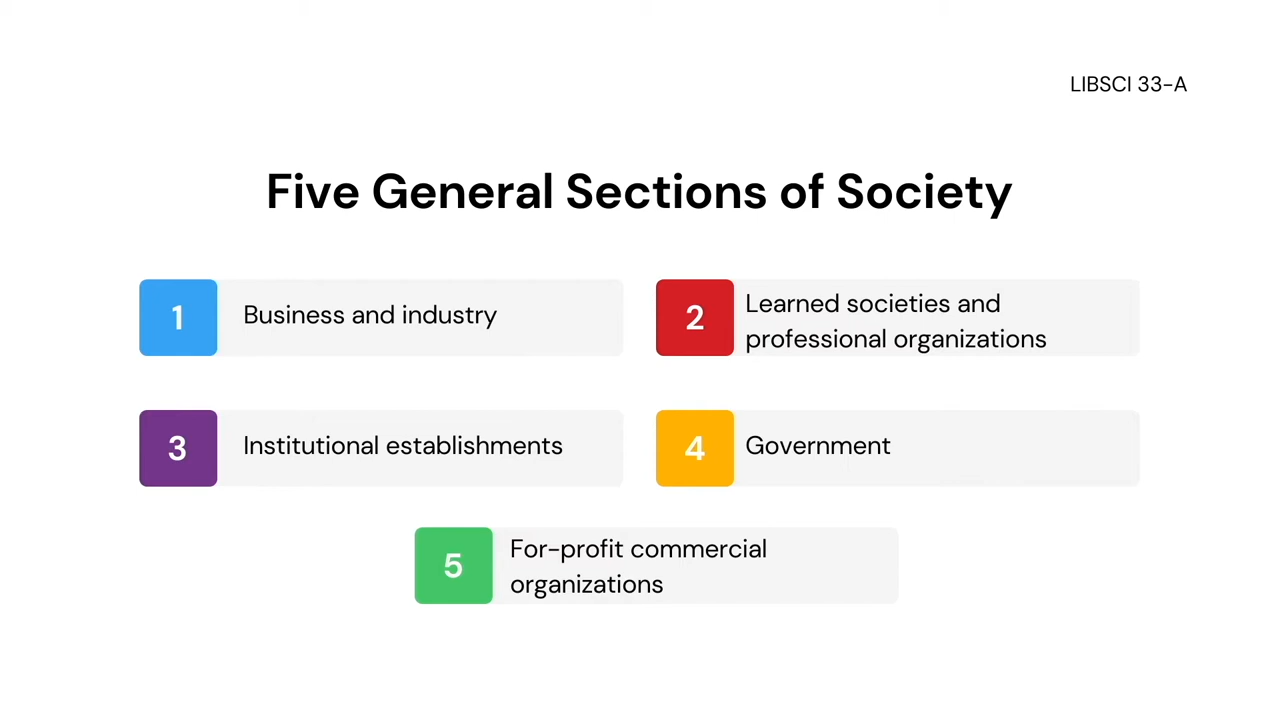 LIBSCI 33-A
Five General Sections of Society
1
Business and industry
2
Learned societies and
professional organizations
3
Institutional establishments
4
Government
5
For-profit commercial
organizations